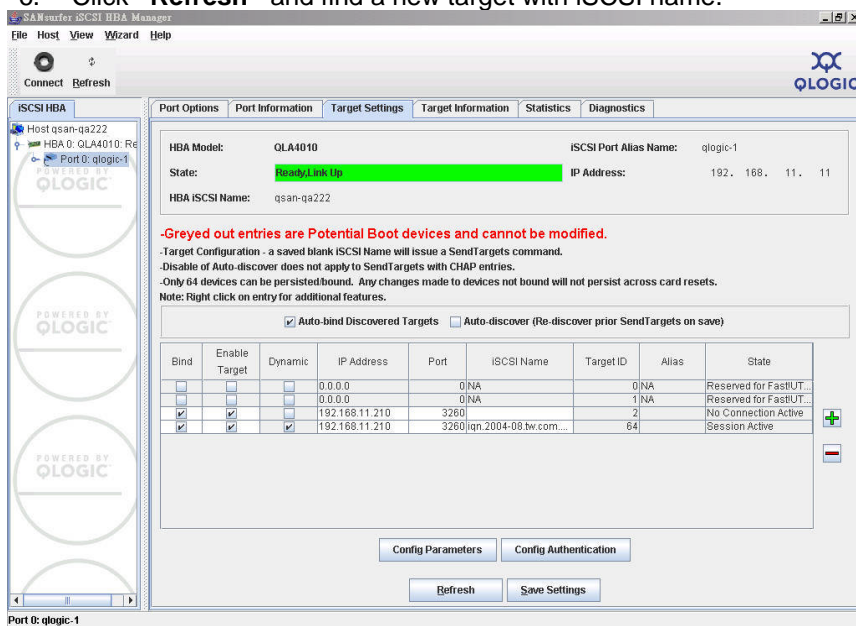 Click "Refresh" and find a new target with iSCSI name.
SANsurfer iSCSI HBA Manager
File Host View Wizard Help
Connect Refresh
QLOGIC
iSCSI HBA
Port Options Port Information Target Settings Target Information Statistics Diagnostics
Host qsan-qa222
HBA 0: QLA4010: Re
Port 0: qlogic-1
HBA Model: QLA4010 iSCSI Port Alias Name: qlogic-1
State: Ready,Link Up IP Address: 192. 168. 11. 11
HBA iSCSI Name: qsan-qa222
POWERED BY
QLOGIC
-Greyed out entries are Potential Boot devices and cannot be modified.
-Target Configuration - a saved blank iSCSI Name will issue a SendTargets command.
-Disable of Auto-discover does not apply to SendTargets with CHAP entries.
-Only 64 devices can be persisted/bound. Any changes made to devices not bound will not persist across card resets.
Note: Right click on entry for additional features.
POWERED BY
QLOGIC
Auto-bind Discovered Targets Auto-discover (Re-discover prior SendTargets on save)
Bind Enable Target Dynamic IP Address Port iSCSI Name Target ID Alias State
0.0.0.0 0 NA 0 NA Reserved for Fast!UT...
0.0.0.0 0 NA 1 NA Reserved for Fast!UT...
192.168.11.210 3260 2 No Connection Active
192.168.11.210 3260 iqn.2004-08.tw.com.... 64 Session Active
POWERED BY
QLOGIC
Config Parameters Config Authentication
Refresh Save Settings
Port 0: qlogic-1